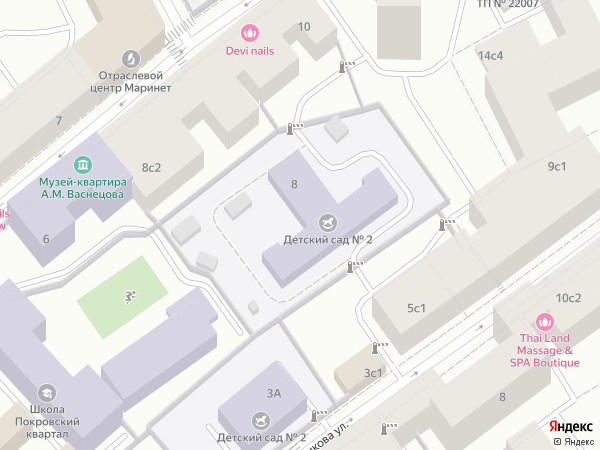 ТП № 22007
10
Devi nails
14с4
Отраслевой
центр Маринет
7
8с2
Музей-квартира
А.М. Васнецова
9с1
8
6
Детский сад № 2
5с1
10с2
Thai Land
Massage &
SPA Boutique
3с1
8
Школа
Покровский
квартал
3А
Детский сад № 2
ул.
Яндекс
© Яндекс